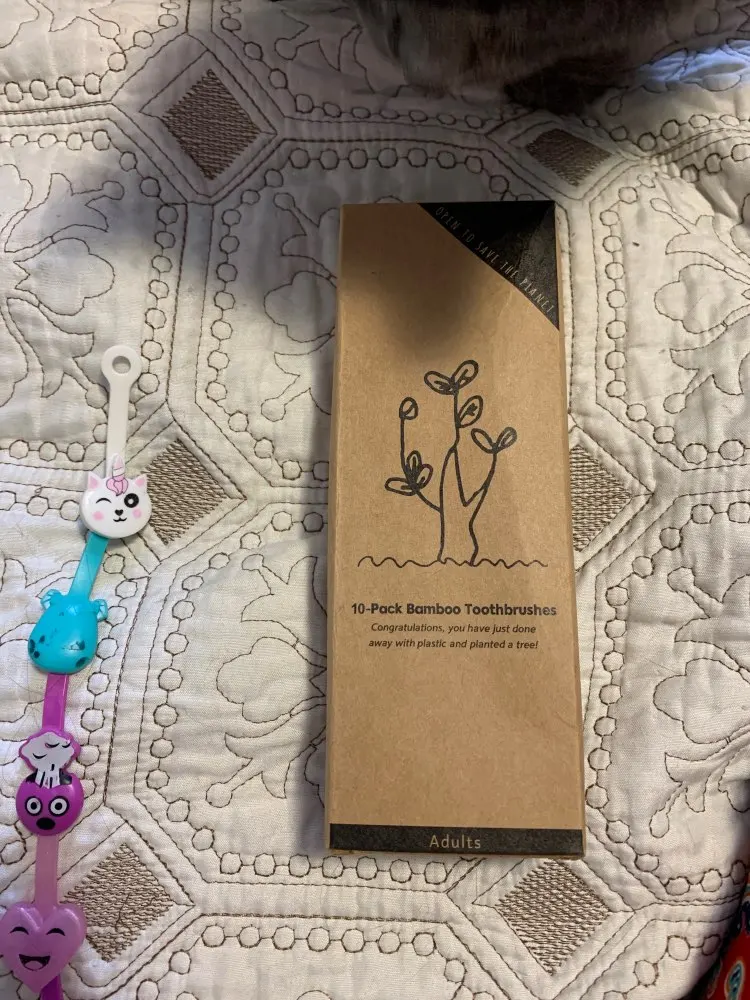 OPEN TO SAVE THE PLANET
10-Pack Bamboo Toothbrushes
Congratulations, you have just done
away with plastic and planted a tree!
Adults